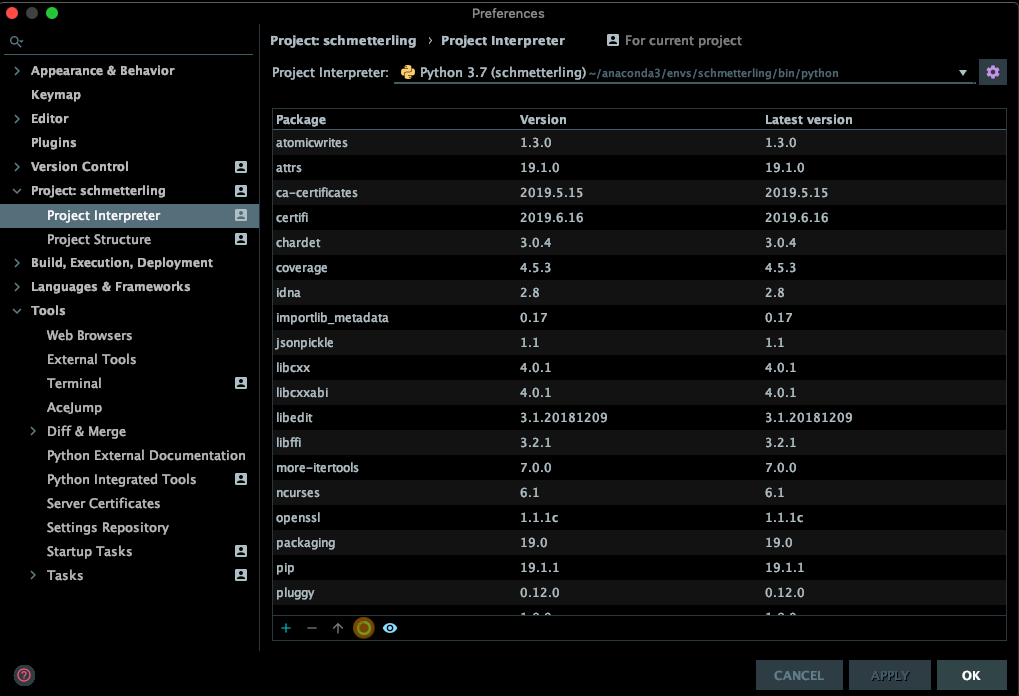 Preferences
Project: schmetterling › Project Interpreter For current project
Project Interpreter: Python 3.7 (schmetterling) ~/anaconda3/envs/schmetterling/bin/python
Appearance & Behavior
Keymap
Editor
Plugins
Version Control
Project: schmetterling
Project Interpreter
Project Structure
Build, Execution, Deployment
Languages & Frameworks
Tools
Web Browsers
External Tools
Terminal
AceJump
Diff & Merge
Python External Documentation
Python Integrated Tools
Server Certificates
Settings Repository
Startup Tasks
Tasks
Package Version Latest version
atomicwrites 1.3.0 1.3.0
attrs 19.1.0 19.1.0
ca-certificates 2019.5.15 2019.5.15
certifi 2019.6.16 2019.6.16
chardet 3.0.4 3.0.4
coverage 4.5.3 4.5.3
idna 2.8 2.8
importlib_metadata 0.17 0.17
jsonpickle 1.1 1.1
libcxx 4.0.1 4.0.1
libcxxabi 4.0.1 4.0.1
libedit 3.1.20181209 3.1.20181209
libffi 3.2.1 3.2.1
more-itertools 7.0.0 7.0.0
ncurses 6.1 6.1
openssl 1.1.1c 1.1.1c
packaging 19.0 19.0
pip 19.1.1 19.1.1
pluggy 0.12.0 0.12.0
CANCEL APPLY OK